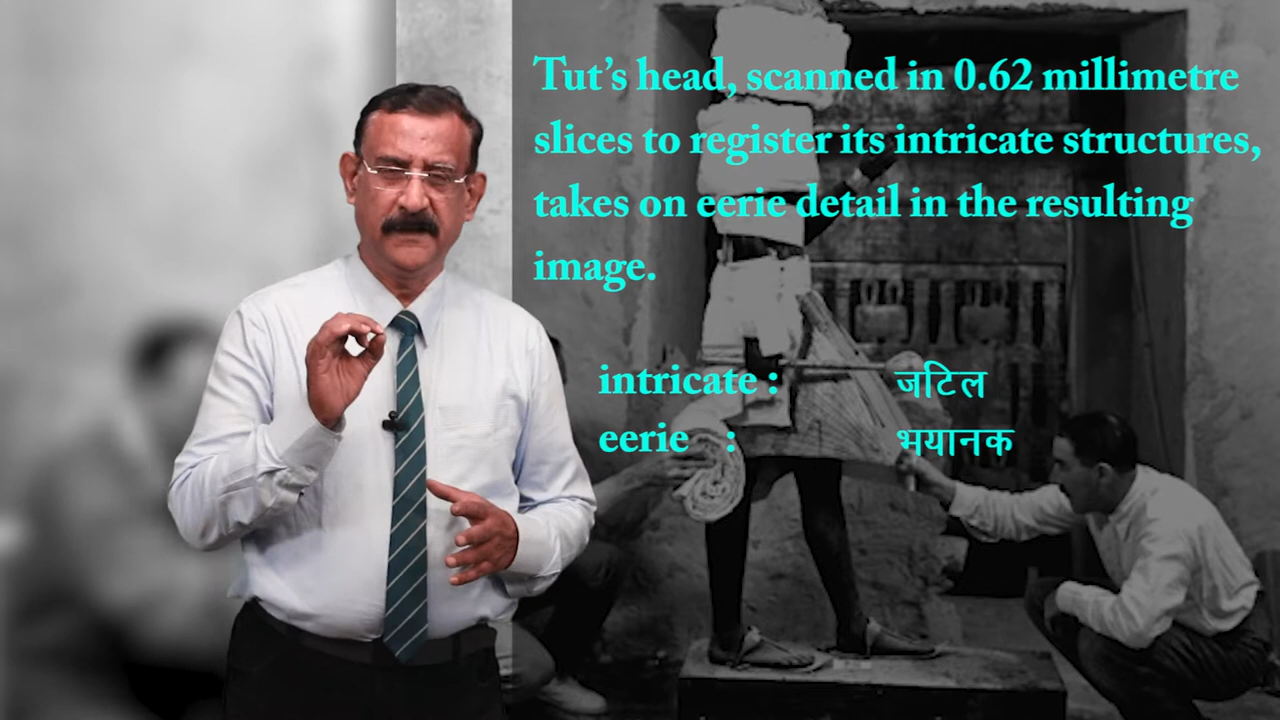 Tut’s head, scanned in 0.62 millimetre
slices to register its intricate structures,
takes on eerie detail in the resulting
image.
intricate : जटिल
eerie : भयानक